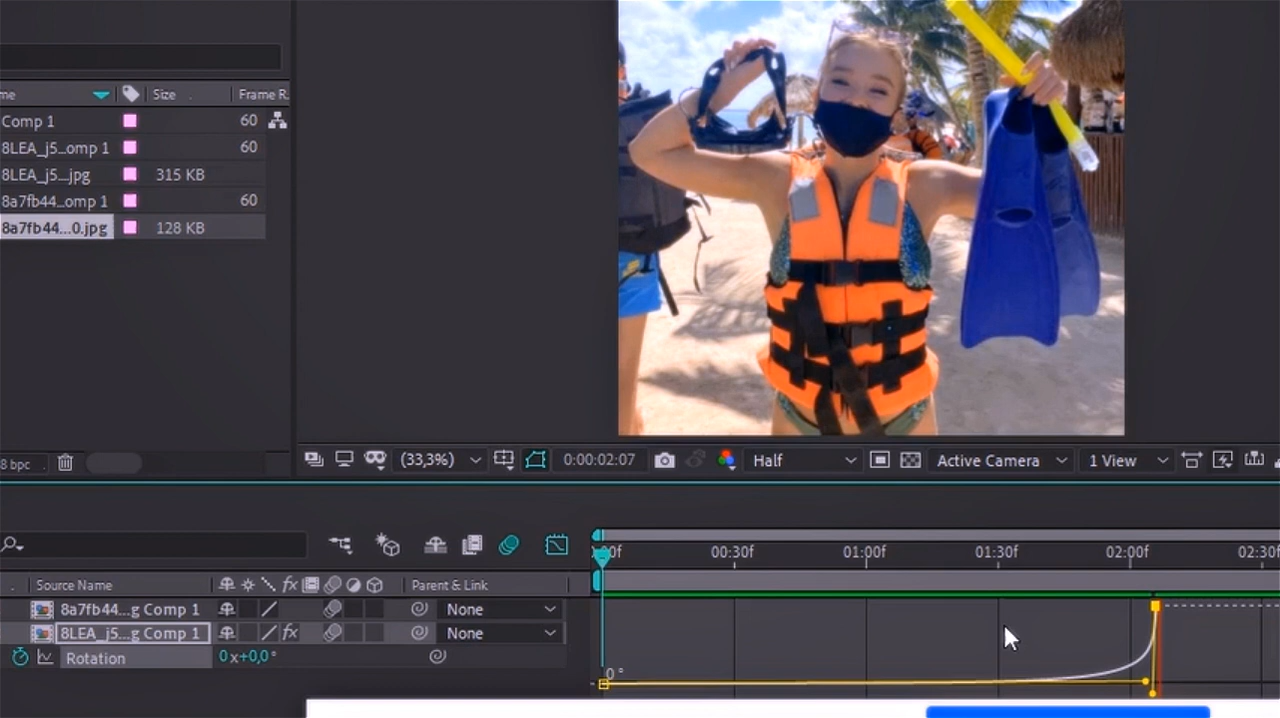 me Size Frame R.
Comp 1 60
8LEA_j5...omp 1 60
8LEA_j5...jpg 315 KB
8a7fb44...omp 1 60
8a7fb44...0.jpg 128 KB
8 bpc (33,3%) 0:00:02:07 Half Active Camera 1 View
:00f 00:30f 01:00f 01:30f 02:00f 02:30f
Source Name fx Parent & Link
8a7fb44...g Comp 1 None
8LEA_j5...g Comp 1 fx None
Rotation 0x+0,0° 0°